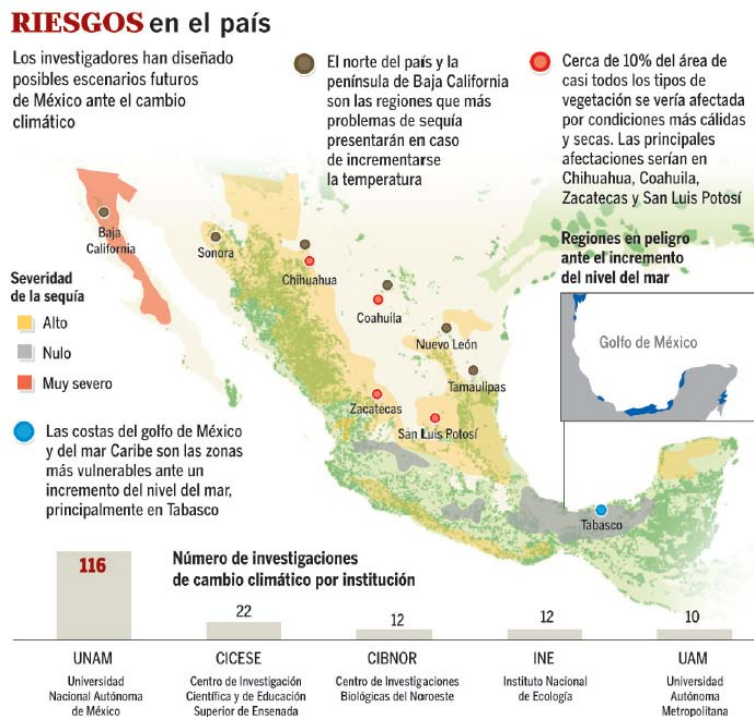 RIESGOS en el país
Los investigadores han diseñado
posibles escenarios futuros
de México ante el cambio
climático
El norte del país y la
península de Baja California
son las regiones que más
problemas de sequía
presentarán en caso
de incrementarse
la temperatura
Cerca de 10% del área de
casi todos los tipos de
vegetación se vería afectada
por condiciones más cálidas
y secas. Las principales
afectaciones serían en
Chihuahua, Coahuila,
Zacatecas y San Luis Potosí
Regiones en peligro
ante el incremento
del nivel del mar
Golfo de México
Baja
California
Sonora
Chihuahua
Coahuila
Nuevo León
Tamaulipas
Zacatecas
San Luis Potosí
Tabasco
Severidad
de la sequía
Alto
Nulo
Muy severo
Las costas del golfo de México
y del mar Caribe son las zonas
más vulnerables ante un
incremento del nivel del mar,
principalmente en Tabasco
Número de investigaciones
de cambio climático por institución
116
22
12
12
10
UNAM
Universidad
Nacional Autónoma
de México
CICESE
Centro de Investigación
Científica y de Educación
Superior de Ensenada
CIBNOR
Centro de Investigaciones
Biológicas del Noroeste
INE
Instituto Nacional
de Ecología
UAM
Universidad
Autónoma
Metropolitana